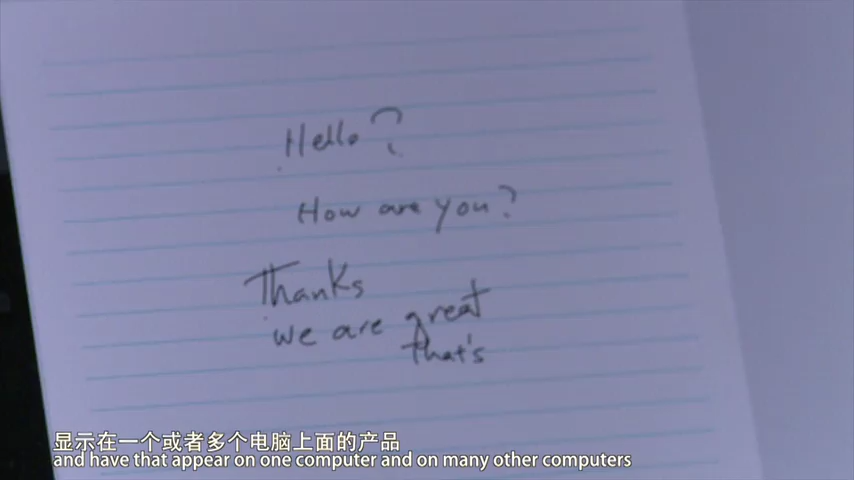 Hello?
How are you?
Thanks
we are great
that's
显示在一个或者多个电脑上面的产品
and have that appear on one computer and on many other computers